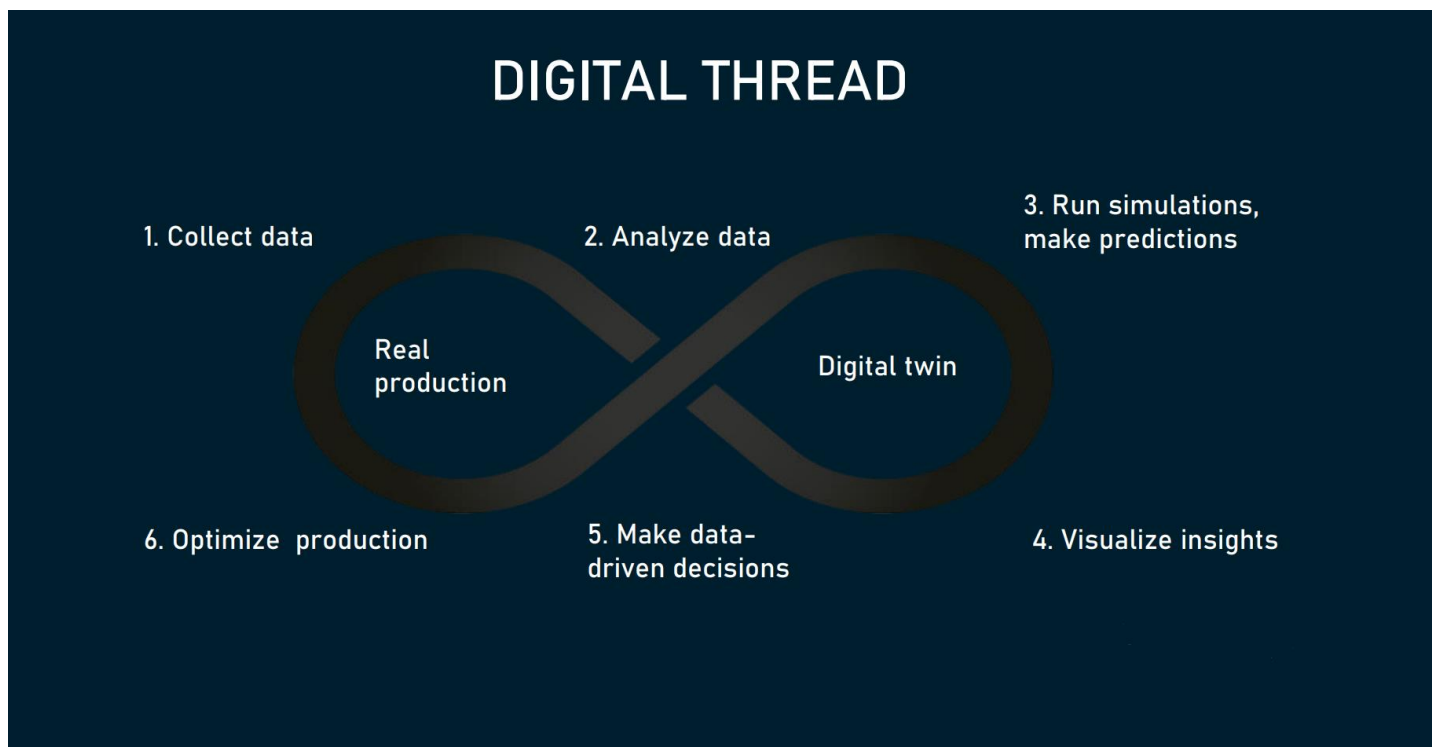 DIGITAL THREAD
1. Collect data
2. Analyze data
3. Run simulations,
make predictions
Real
production
Digital twin
6. Optimize  production
5. Make data-
driven decisions
4. Visualize insights